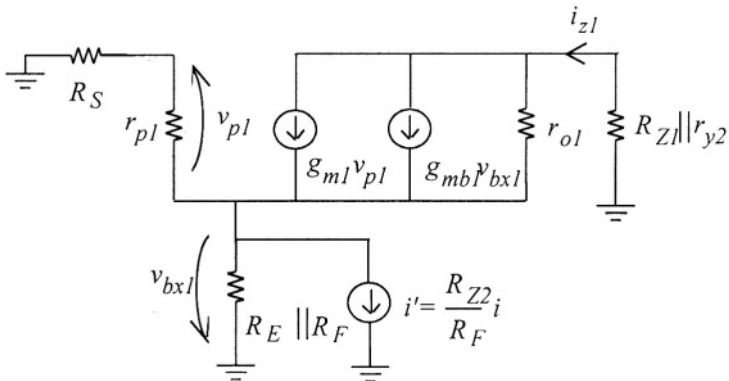 i_{z1}
R_S
r_{p1}
v_{p1}
g_{m1}v_{p1}
g_{mb1}v_{bx1}
r_{o1}
R_{Z1}||r_{y2}
v_{bx1}
R_E ||R_F
i'= \frac{R_{Z2}}{R_F} i